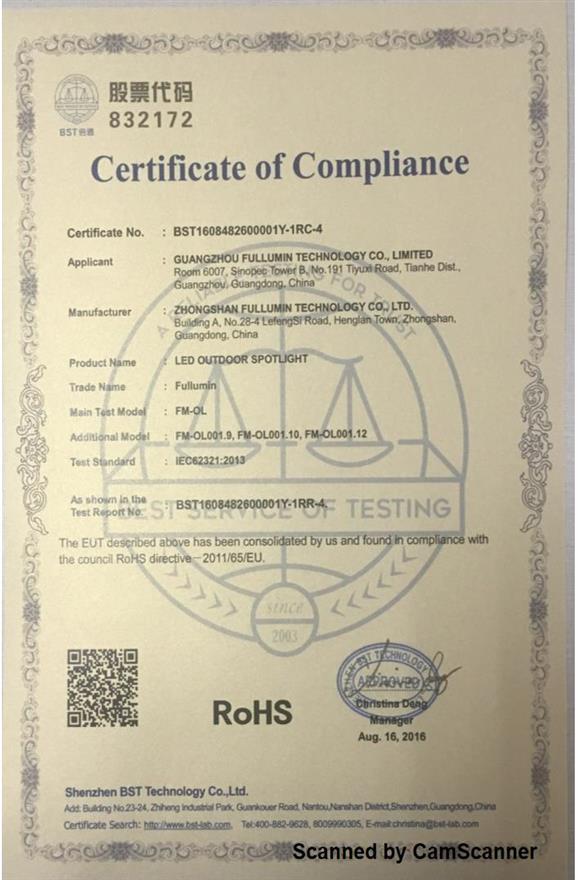 股票代码
832172
BST倍通
Certificate of Compliance
Certificate No. : BST1608482600001Y-1RC-4
Applicant : GUANGZHOU FULLUMIN TECHNOLOGY CO., LIMITED
Room 6007, Sinopec Tower B, No.191 Tiyuxi Road, Tianhe Dist.,
Guangzhou, Guangdong, China
Manufacturer : ZHONGSHAN FULLUMIN TECHNOLOGY CO., LTD.
Building A, No.28-4 LefengSi Road, Henglan Town, Zhongshan,
Guangdong, China
Product Name : LED OUTDOOR SPOTLIGHT
Trade Name : Fullumin
Main Test Model : FM-OL
Additional Model : FM-OL001.9, FM-OL001.10, FM-OL001.12
Test Standard : IEC62321:2013
As shown in the
Test Report No. : BST1608482600001Y-1RR-4.
BEST SERVICE OF TESTING
The EUT described above has been consolidated by us and found in compliance with
the council RoHS directive－2011/65/EU.
since
2003
RoHS
APPROVED
Christina Deng
Manager
Aug. 16, 2016
Shenzhen BST Technology Co.,Ltd.
Add: Building No.23-24, Zhiheng Industrial Park, Guankouer Road, Nantou,Nanshan District,Shenzhen,Guangdong,China
Certificate Search: http://www.bst-lab.com, Tel:400-882-9628, 8009990305, E-mail:christina@bst-lab.com
Scanned by CamScanner